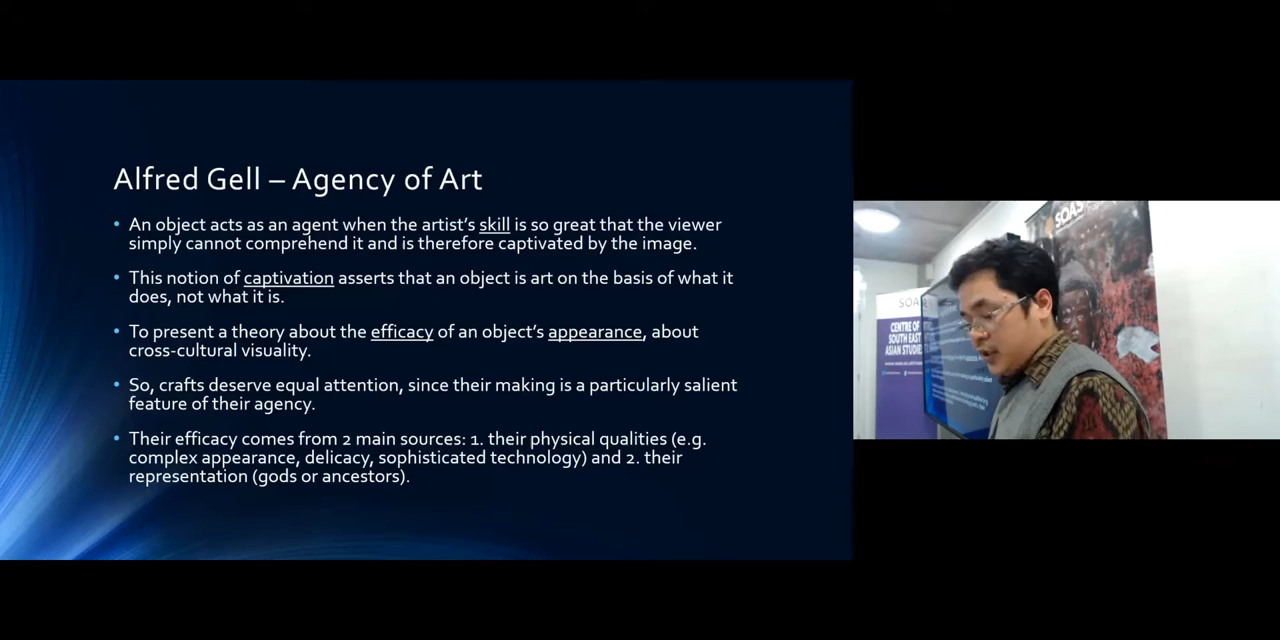 Alfred Gell – Agency of Art
• An object acts as an agent when the artist's skill is so great that the viewer
simply cannot comprehend it and is therefore captivated by the image.
• This notion of captivation asserts that an object is art on the basis of what it
does, not what it is.
• To present a theory about the efficacy of an object's appearance, about
cross-cultural visuality.
• So, crafts deserve equal attention, since their making is a particularly salient
feature of their agency.
• Their efficacy comes from 2 main sources: 1. their physical qualities (e.g.
complex appearance, delicacy, sophisticated technology) and 2. their
representation (gods or ancestors).
SOAS
SOA
CENTRE OF
SOUTH EAST
ASIAN STUDIES